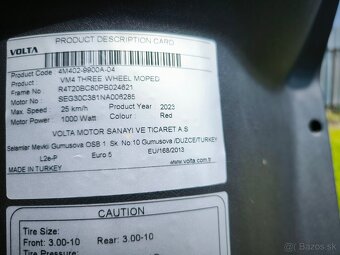 VOLTA
PRODUCT DESCRIPTION CARD
Product Code : 4M402-9900A-04
Product Name : VM4 THREE WHEEL MOPED
Frame No : R4T20BC80PB024621
Motor No : SEG30C381NA006285
Max. Speed : 25 km/h Product Year : 2023
Motor Power : 1000 Watt Colour : Red
VOLTA MOTOR SANAYI VE TICARET A.S
Selamlar Mevkii Gumusova OSB 1. Sk. No:10 Gumusova /DUZCE/TURKEY
L2e-P Euro 5 EU/168/2013
MADE IN TURKEY www.volta.com.tr
CAUTION
Tire Size:
Front: 3.00-10 Rear: 3.00-10
Tire Pressure:
bazos.sk